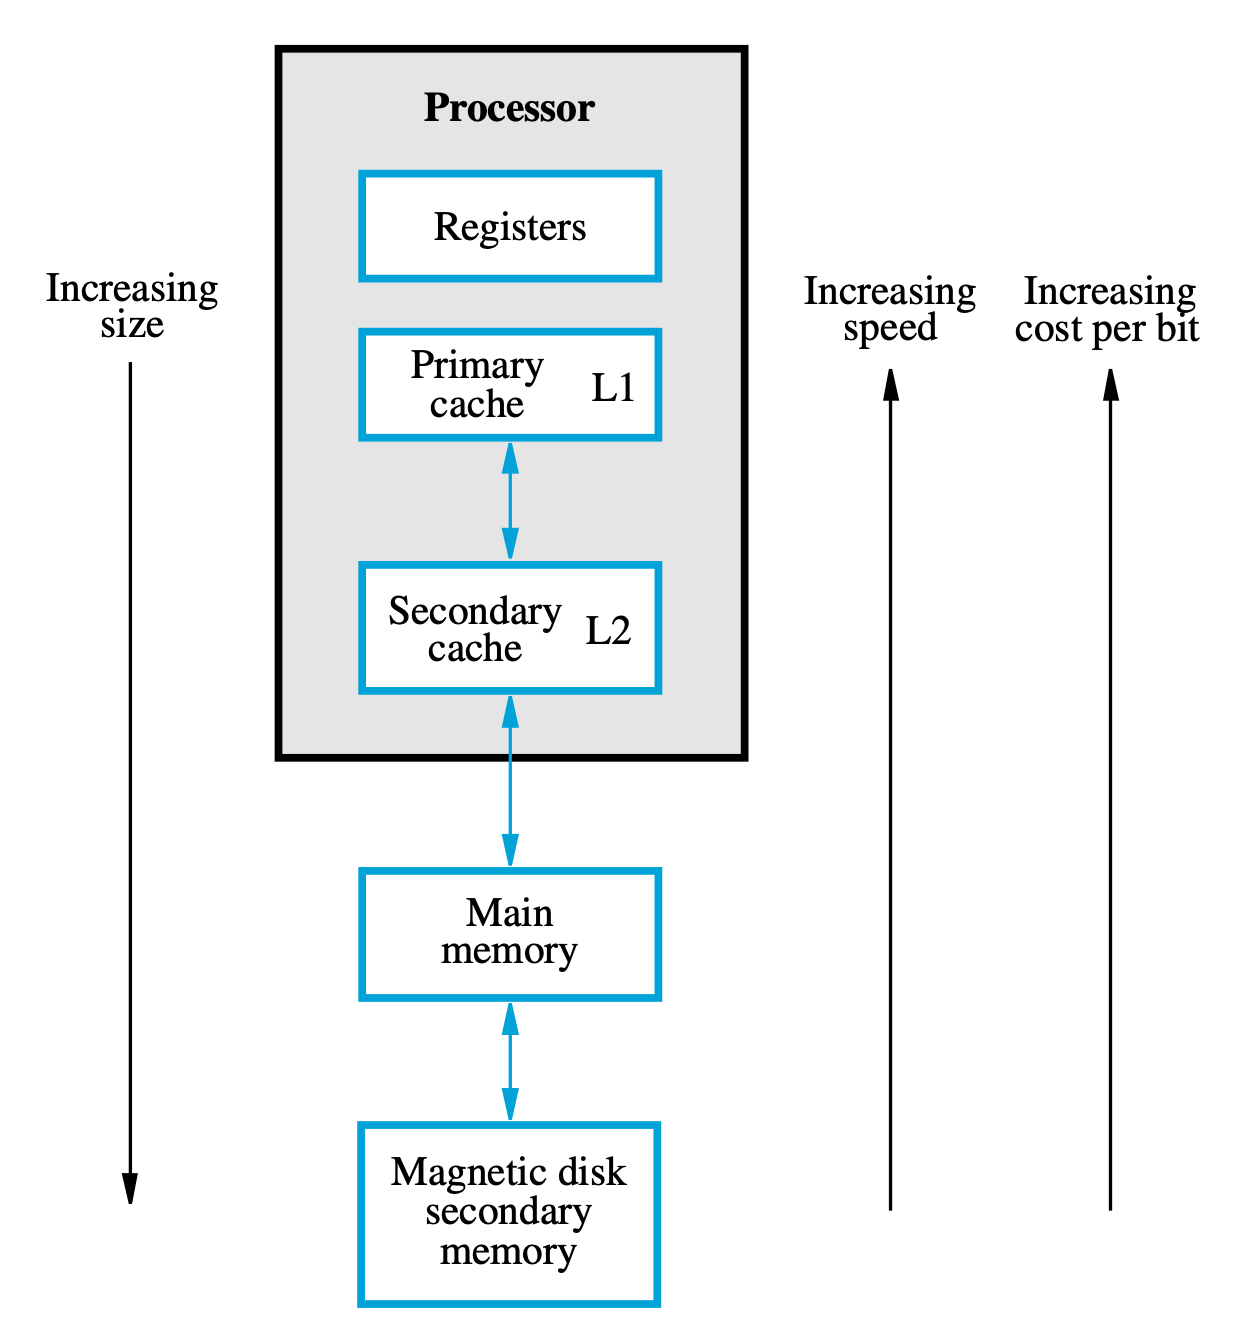 Processor
Registers
Increasing
size
Increasing
speed
Increasing
cost per bit
Primary
cache
L1
Secondary
cache
L2
Main
memory
Magnetic disk
secondary
memory